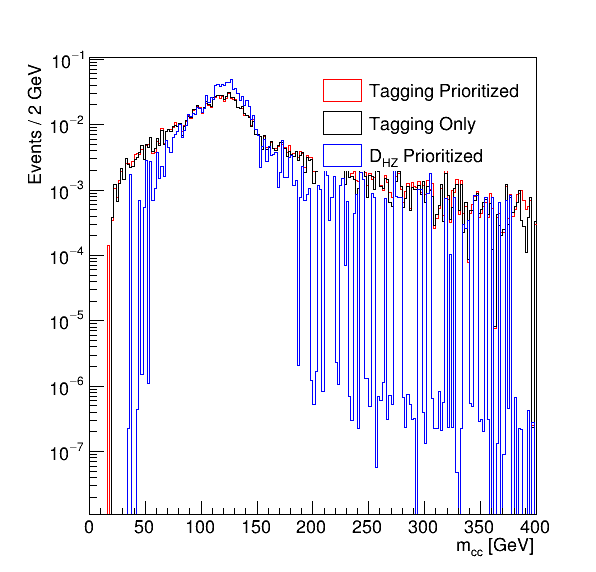 Events / 2 GeV
10⁻¹
10⁻²
10⁻³
10⁻⁴
10⁻⁵
10⁻⁶
10⁻⁷
Tagging Prioritized
Tagging Only
D_HZ Prioritized
0 50 100 150 200 250 300 350 400
m_cc [GeV]